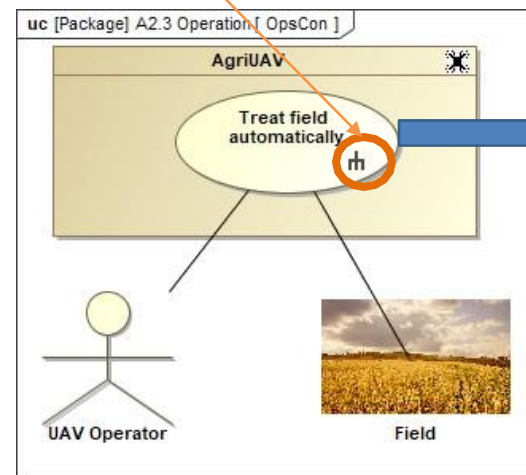 uc [Package] A2.3 Operation[ OpsCon ]
AgriUAV
Treat field
automatically
UAV Operator
Field